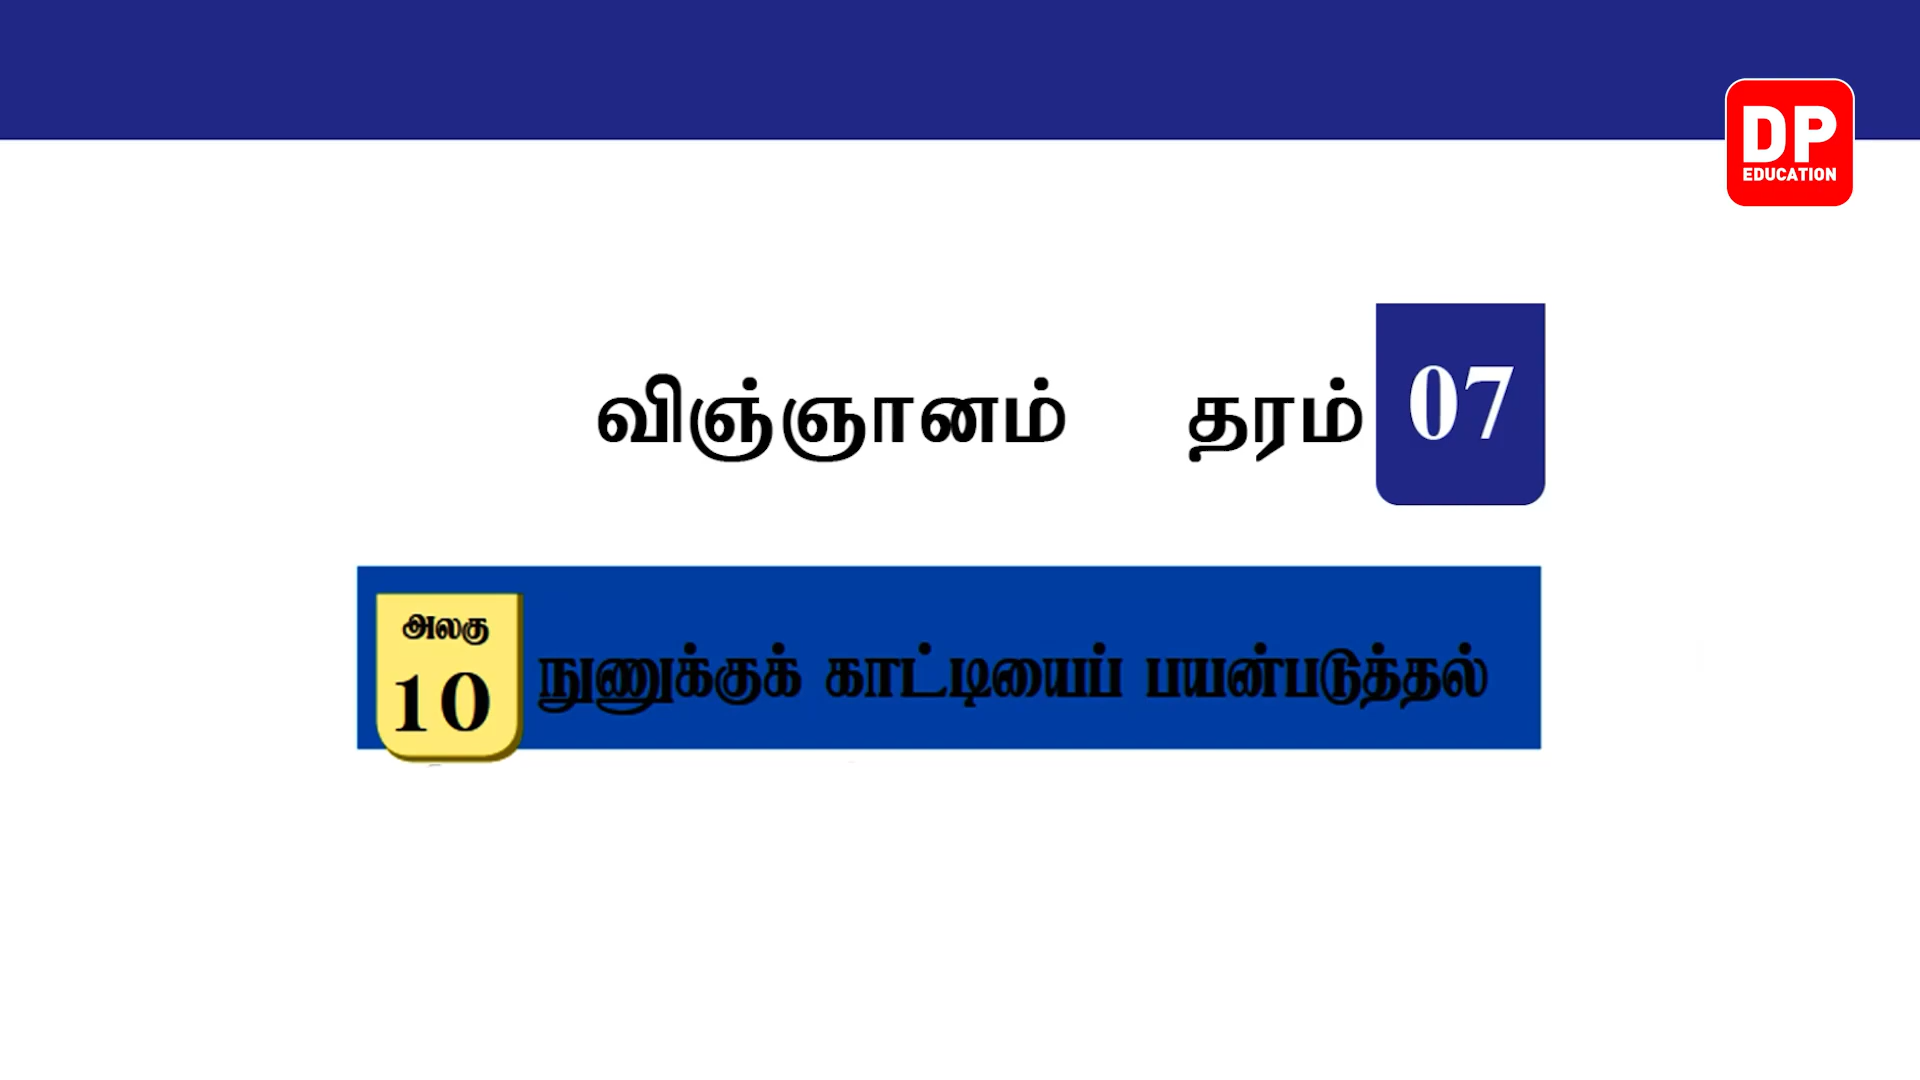 DP
EDUCATION
விஞ்ஞானம் தரம் 07
அலகு
10
நுணுக்குக் காட்டியைப் பயன்படுத்தல்